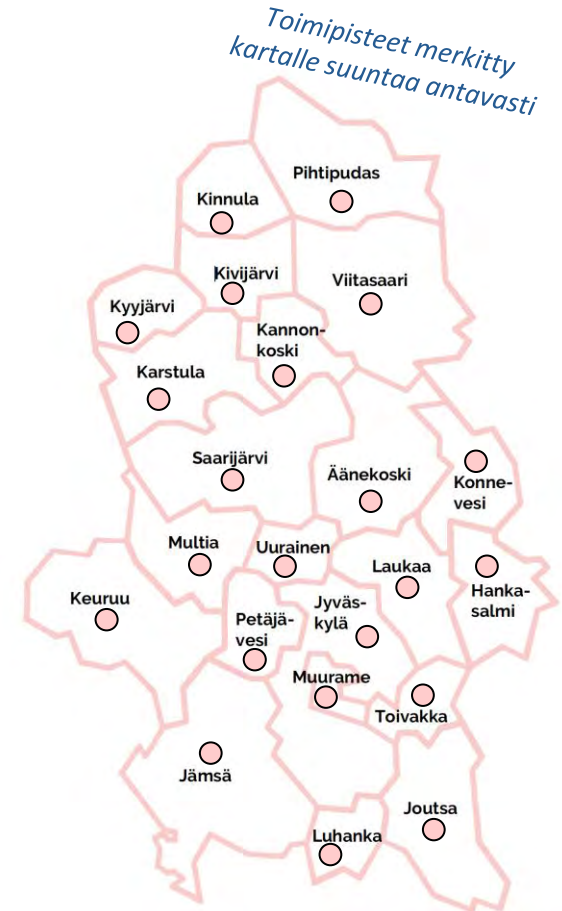 Toimipisteet merkitty
kartalle suuntaa antavasti
Pihtipudas
Kinnula
Kivijärvi
Viitasaari
Kyyjärvi
Kannon-
koski
Karstula
Saarijärvi
Äänekoski
Konne-
vesi
Multia
Uurainen
Laukaa
Hanka-
salmi
Keuruu
Jyväs-
kylä
Petäjä-
vesi
Muurame
Toivakka
Jämsä
Joutsa
Luhanka